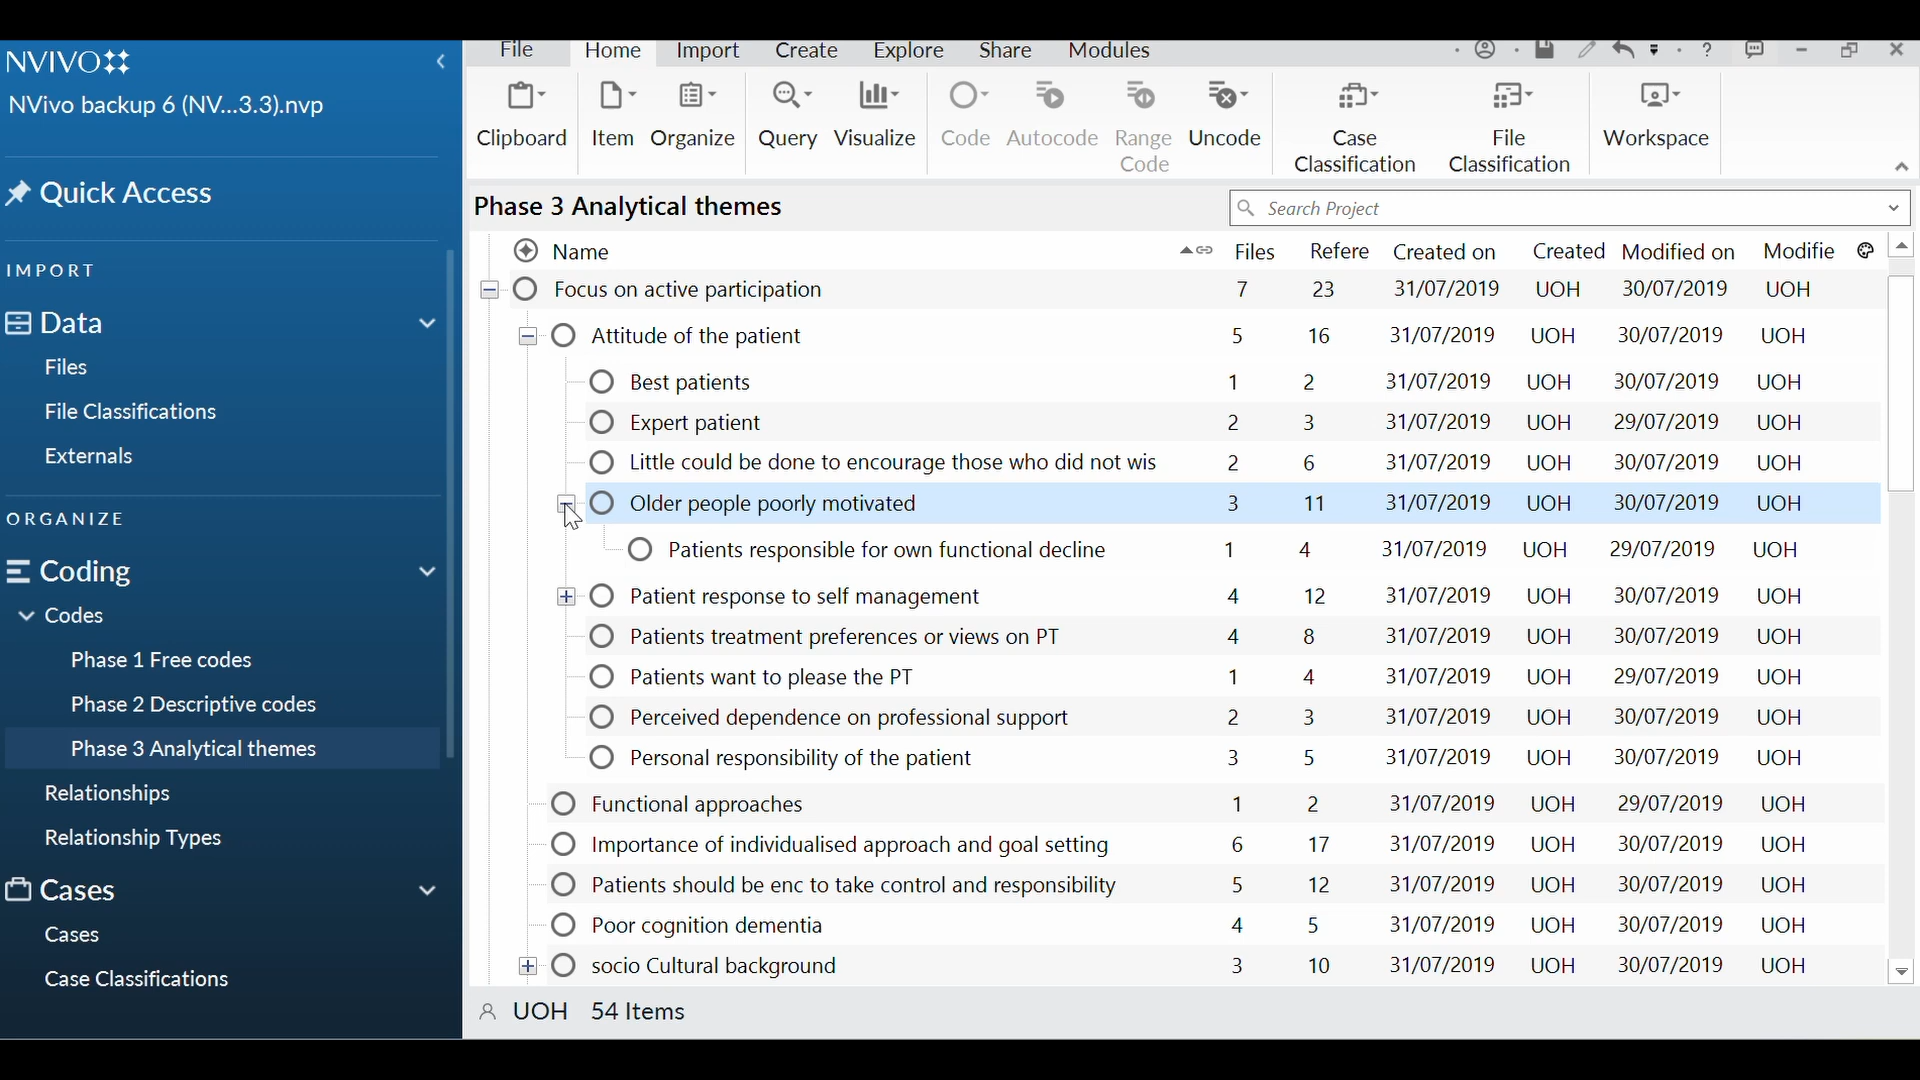 NVIVO
NVivo backup 6 (NV...3.3).nvp
Quick Access
IMPORT
Data
Files
File Classifications
Externals
ORGANIZE
Coding
Codes
Phase 1 Free codes
Phase 2 Descriptive codes
Phase 3 Analytical themes
Relationships
Relationship Types
Cases
Cases
Case Classifications
File Home Import Create Explore Share Modules ?
Clipboard Item Organize Query Visualize Code Autocode Range Code Uncode Case Classification File Classification Workspace
Phase 3 Analytical themes Search Project
Name Files Refere Created on Created Modified on Modifie
Focus on active participation 7 23 31/07/2019 UOH 30/07/2019 UOH
Attitude of the patient 5 16 31/07/2019 UOH 30/07/2019 UOH
Best patients 1 2 31/07/2019 UOH 30/07/2019 UOH
Expert patient 2 3 31/07/2019 UOH 29/07/2019 UOH
Little could be done to encourage those who did not wis 2 6 31/07/2019 UOH 30/07/2019 UOH
Older people poorly motivated 3 11 31/07/2019 UOH 30/07/2019 UOH
Patients responsible for own functional decline 1 4 31/07/2019 UOH 29/07/2019 UOH
Patient response to self management 4 12 31/07/2019 UOH 30/07/2019 UOH
Patients treatment preferences or views on PT 4 8 31/07/2019 UOH 30/07/2019 UOH
Patients want to please the PT 1 4 31/07/2019 UOH 29/07/2019 UOH
Perceived dependence on professional support 2 3 31/07/2019 UOH 30/07/2019 UOH
Personal responsibility of the patient 3 5 31/07/2019 UOH 30/07/2019 UOH
Functional approaches 1 2 31/07/2019 UOH 29/07/2019 UOH
Importance of individualised approach and goal setting 6 17 31/07/2019 UOH 30/07/2019 UOH
Patients should be enc to take control and responsibility 5 12 31/07/2019 UOH 30/07/2019 UOH
Poor cognition dementia 4 5 31/07/2019 UOH 30/07/2019 UOH
socio Cultural background 3 10 31/07/2019 UOH 30/07/2019 UOH
UOH 54 Items